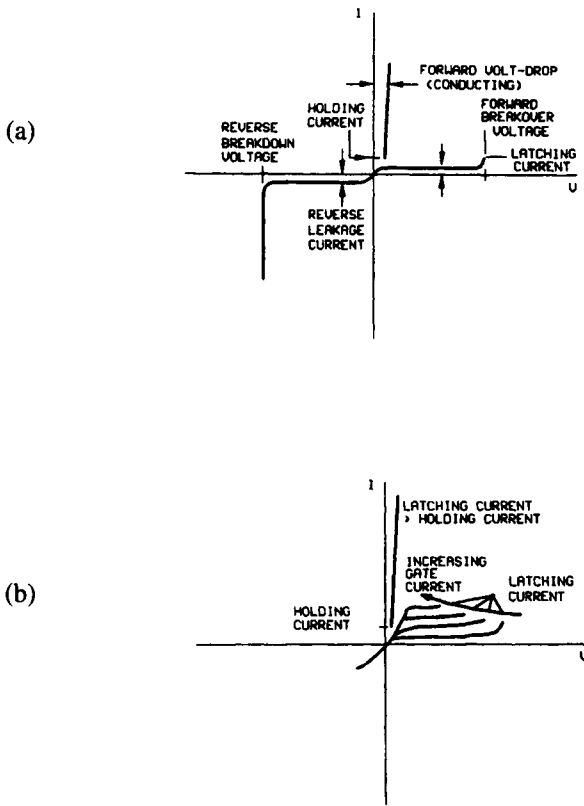 (a)
I
FORWARD VOLT-DROP
(CONDUCTING)
HOLDING
CURRENT
FORWARD
BREAKOVER
VOLTAGE
REVERSE
BREAKDOWN
VOLTAGE
LATCHING
CURRENT
V
REVERSE
LEAKAGE
CURRENT
(b)
I
LATCHING CURRENT
> HOLDING CURRENT
INCREASING
GATE
CURRENT
LATCHING
CURRENT
HOLDING
CURRENT
V